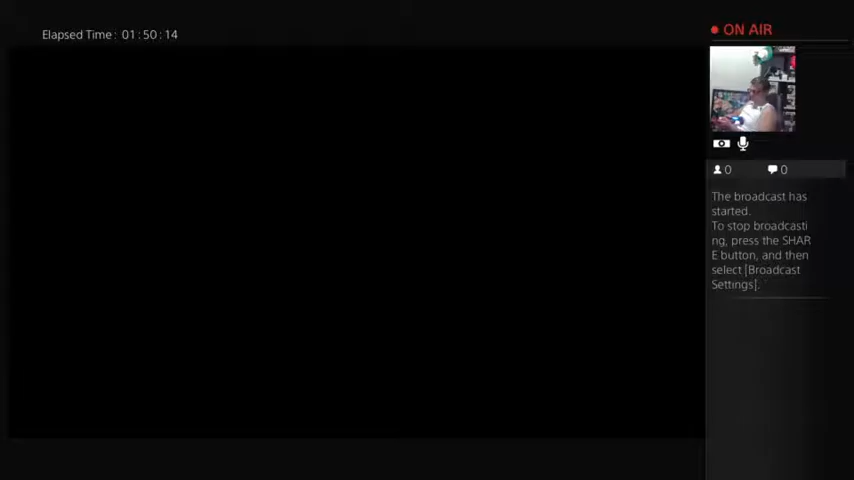 Elapsed Time : 01 : 50 : 14
ON AIR
0 0
The broadcast has
started.
To stop broadcasti
ng, press the SHAR
E button, and then
select [Broadcast
Settings].